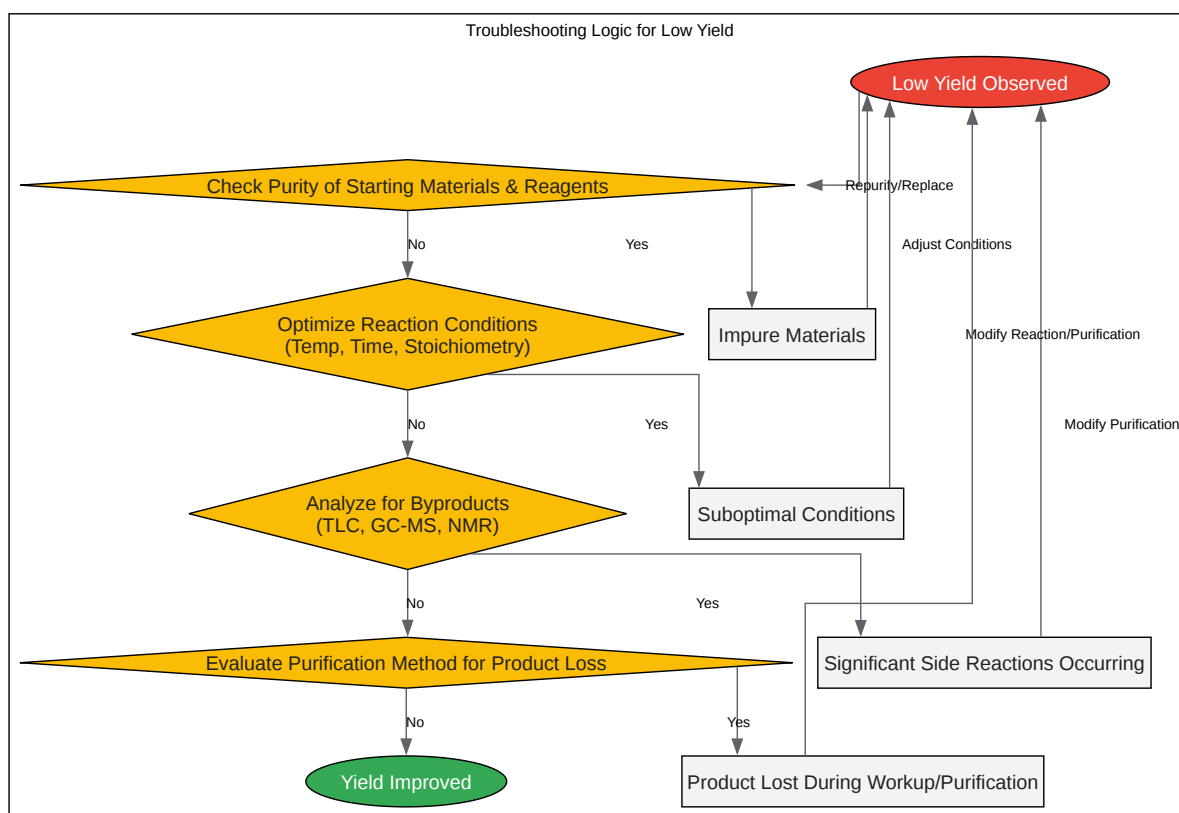 Troubleshooting Logic for Low Yield
Low Yield Observed
Check Purity of Starting Materials & Reagents
Repurify/Replace
No
Yes
Adjust Conditions
Optimize Reaction Conditions
(Temp, Time, Stoichiometry)
Impure Materials
Modify Reaction/Purification
No
Yes
Modify Purification
Analyze for Byproducts
(TLC, GC-MS, NMR)
Suboptimal Conditions
No
Yes
Evaluate Purification Method for Product Loss
Significant Side Reactions Occurring
No
Yes
Yield Improved
Product Lost During Workup/Purification